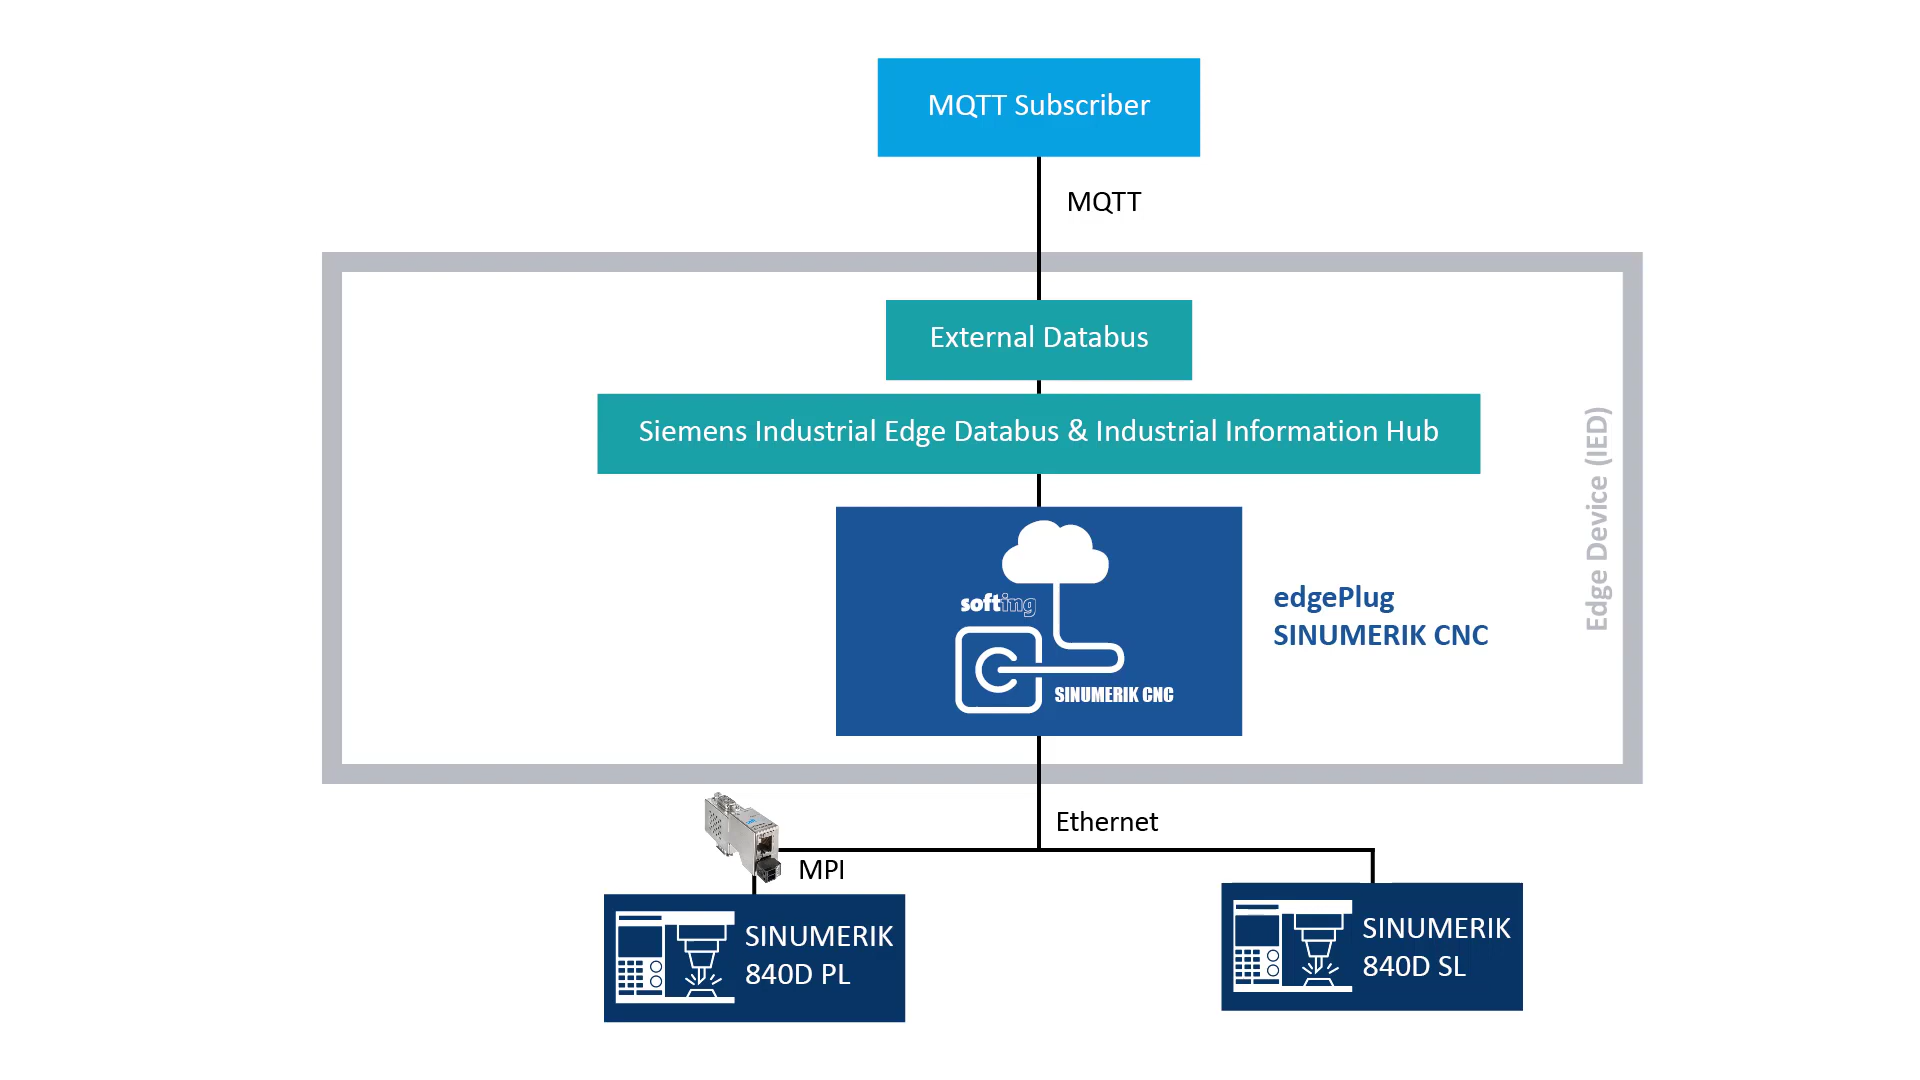 MQTT Subscriber
MQTT
External Databus
Siemens Industrial Edge Databus & Industrial Information Hub
Edge Device (IED)
softing
SINUMERIK CNC
edgePlug
SINUMERIK CNC
Ethernet
MPI
SINUMERIK
840D PL
SINUMERIK
840D SL